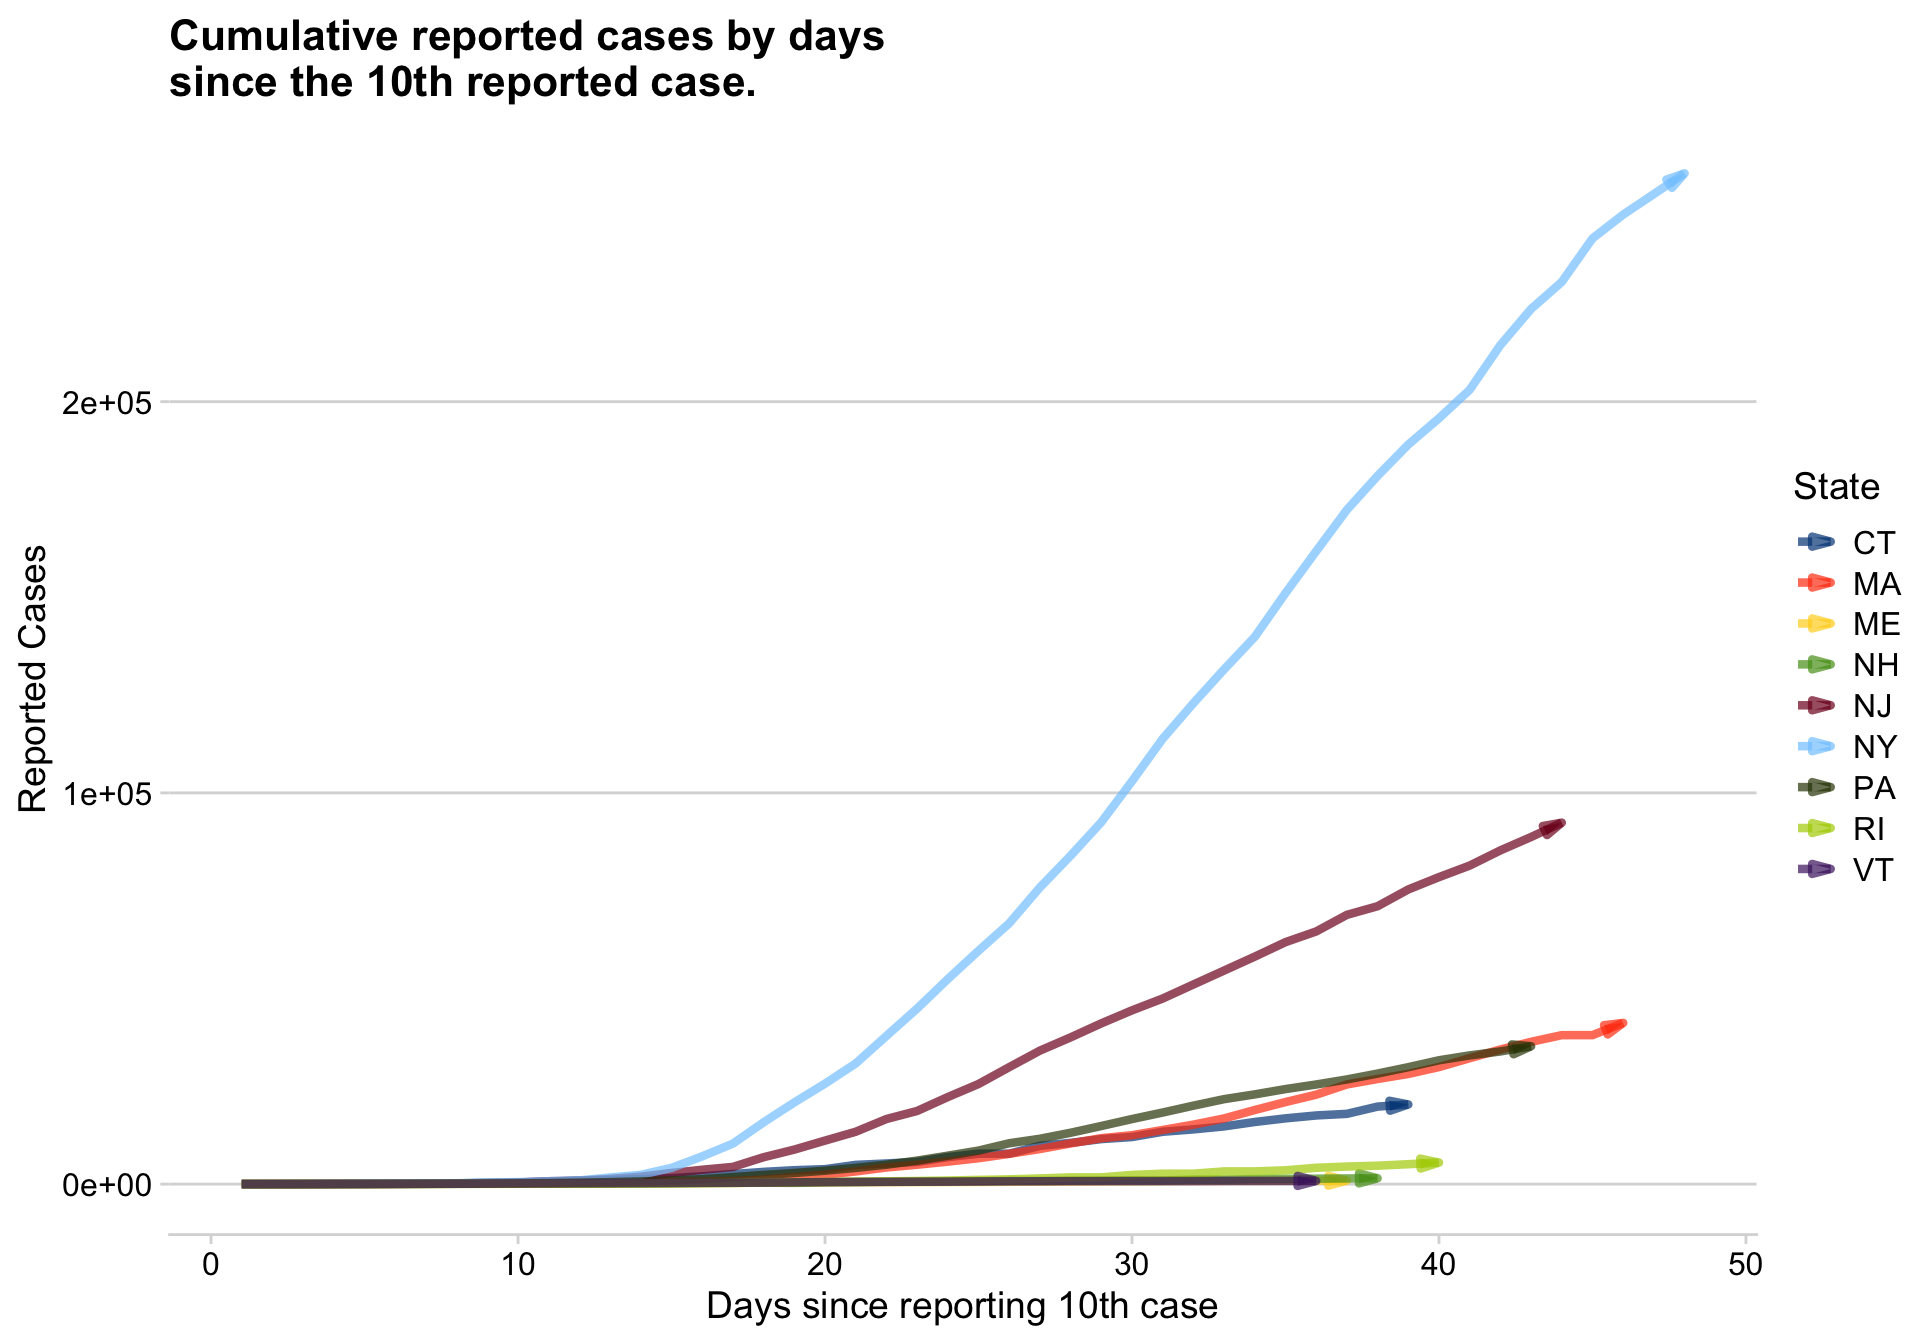 Cumulative reported cases by days
since the 10th reported case.
2e+05
1e+05
0e+00
Reported Cases
0
10
20
30
40
50
Days since reporting 10th case
State
CT
MA
ME
NH
NJ
NY
PA
RI
VT